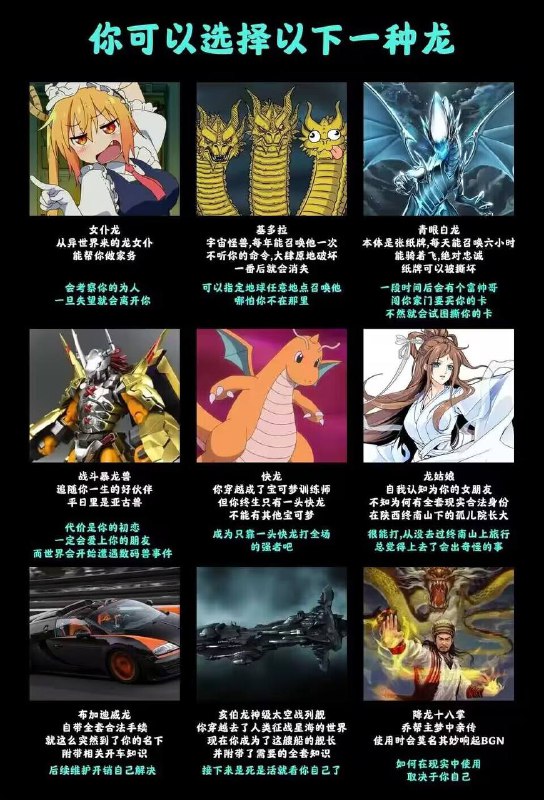 你可以选择以下一种龙
女仆龙
从异世界来的龙女仆
能帮你做家务
会考察你的为人
一旦失望就会离开你
基多拉
宇宙怪兽,每年能召唤他一次
不听你的命令,大肆原地破坏
一番后就会消失
可以指定地球任意地点召唤他
哪怕你不在那里
青眼白龙
本体是张纸牌,每天能召唤六小时
能骑着飞,绝对忠诚
纸牌可以被撕坏
一段时间后会有个富帅哥
闯你家门要买你的卡
不然就会试图撕你的卡
战斗暴龙兽
追随你一生的好伙伴
平日里是亚古兽
代价是你的初恋
一定会爱上你的朋友
而世界会开始遭遇数码兽事件
快龙
你穿越成了宝可梦训练师
但你终生只有一头快龙
不能有其他宝可梦
成为只靠一头快龙打全场
的强者吧
龙姑娘
自我认知为你的女朋友
不知为何有全套现实合法身份
在陕西终南山下的孤儿院长大
很能打,从没去过终南山上旅行
总觉得上去了会出奇怪的事
布加迪威龙
自带全套合法手续
就这么突然到了你的名下
附带相关开车知识
后续维护开销自己解决
亥伯龙神级太空战列舰
你穿越去了人类征战星海的世界
现在你成为了这艘船的舰长
并附带了需要的全套知识
接下来是死是活就看你自己了
降龙十八掌
乔帮主梦中亲传
使用时会莫名其妙响起BGN
如何在现实中使用
取决于你自己